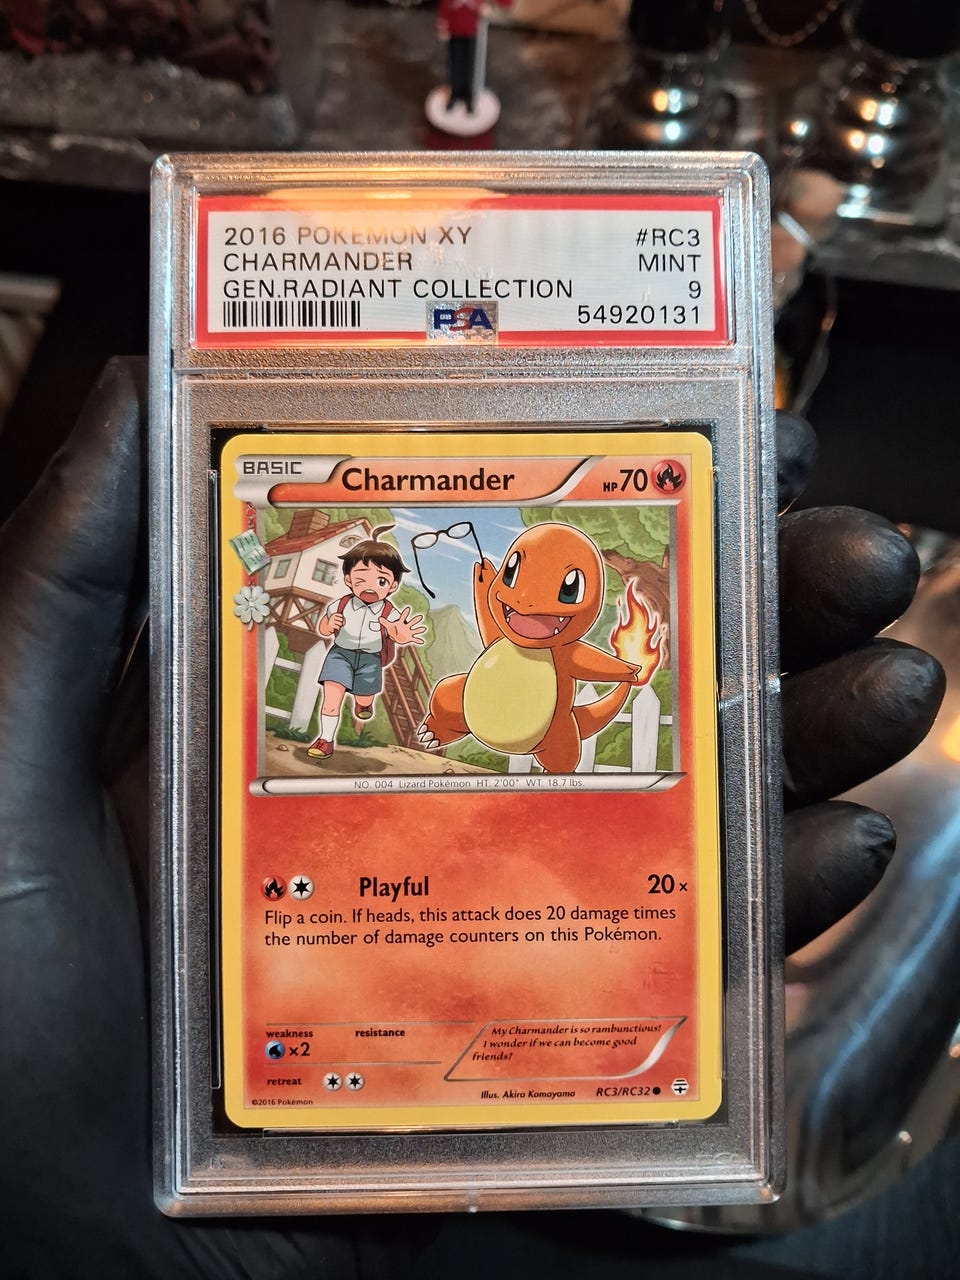 2016 POKEMON XY #RC3
CHARMANDER MINT
GEN.RADIANT COLLECTION 9
PSA 54920131
BASIC Charmander HP70
NO. 004 Lizard Pokémon HT. 2'00" WT. 18.7 lbs.
Playful 20×
Flip a coin. If heads, this attack does 20 damage times
the number of damage counters on this Pokémon.
weakness resistance
×2
My Charmander is so rambunctious!
I wonder if we can become good
friends!
retreat
Illus. Akira Komayama RC3/RC32
©2016 Pokémon